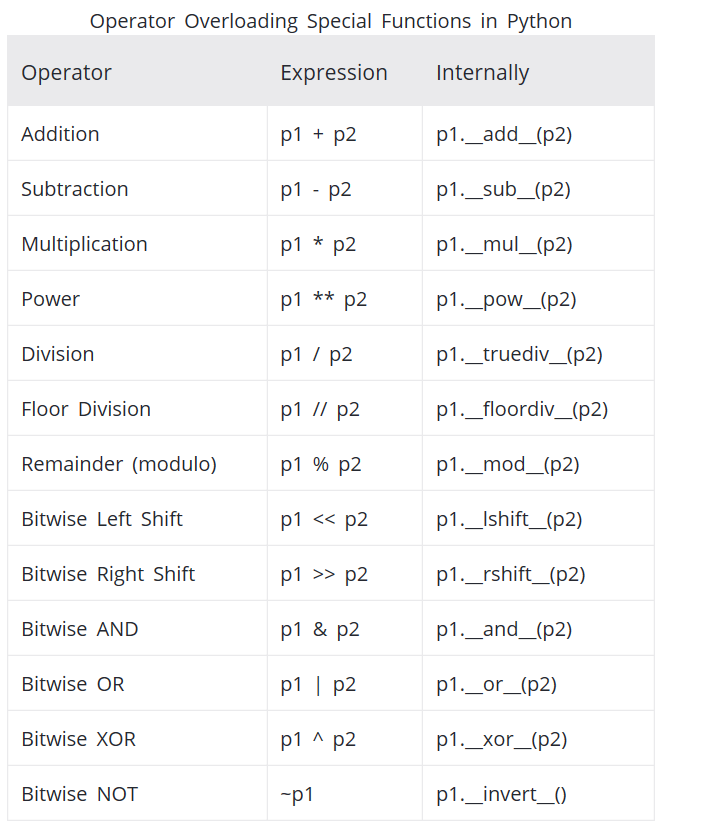 Operator Overloading Special Functions in Python
Operator Expression Internally
Addition p1 + p2 p1.__add__(p2)
Subtraction p1 - p2 p1.__sub__(p2)
Multiplication p1 * p2 p1.__mul__(p2)
Power p1 ** p2 p1.__pow__(p2)
Division p1 / p2 p1.__truediv__(p2)
Floor Division p1 // p2 p1.__floordiv__(p2)
Remainder (modulo) p1 % p2 p1.__mod__(p2)
Bitwise Left Shift p1 << p2 p1.__lshift__(p2)
Bitwise Right Shift p1 >> p2 p1.__rshift__(p2)
Bitwise AND p1 & p2 p1.__and__(p2)
Bitwise OR p1 | p2 p1.__or__(p2)
Bitwise XOR p1 ^ p2 p1.__xor__(p2)
Bitwise NOT ~p1 p1.__invert__()